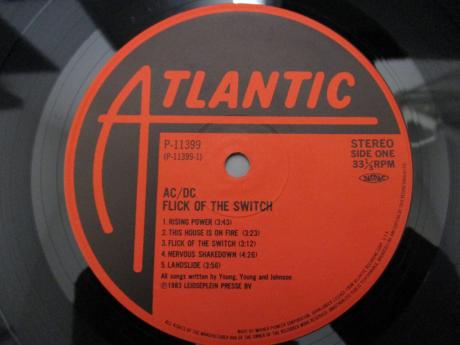 ATLANTIC
P-11399
(P-11399-1)
STEREO
SIDE ONE
33⅓RPM
AC/DC
FLICK OF THE SWITCH
1. RISING POWER (3:43)
2. THIS HOUSE IS ON FIRE (3:23)
3. FLICK OF THE SWITCH (3:12)
4. NERVOUS SHAKEDOWN (4:26)
5. LANDSLIDE (3:56)
All songs written by Young, Young and Johnson
Ⓟ1983 LEIDSEPLEIN PRESSE BV